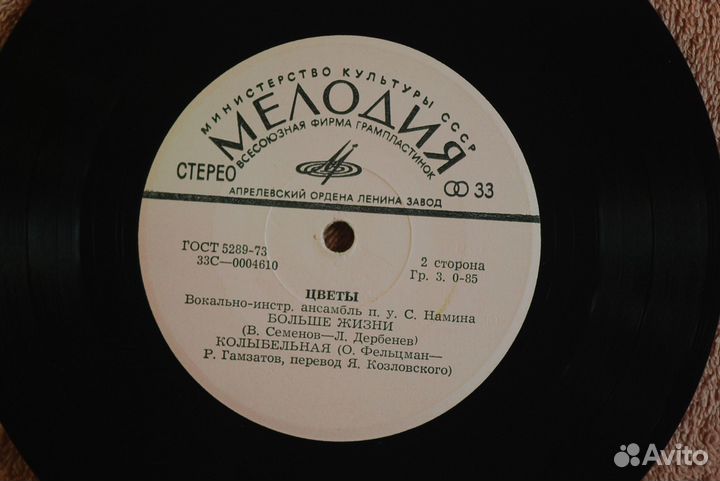 МИНИСТЕРСТВО КУЛЬТУРЫ СССР
МЕЛОДИЯ
ВСЕСОЮЗНАЯ ФИРМА ГРАМПЛАСТИНОК
СТЕРЕО
33
АПРЕЛЕВСКИЙ ОРДЕНА ЛЕНИНА ЗАВОД
ГОСТ 5289-73
33С—0004610
2 сторона
Гр. 3. 0-85
ЦВЕТЫ
Вокально-инстр. ансамбль п. у. С. Намина
БОЛЬШЕ ЖИЗНИ
(В. Семенов—Л. Дербенев)
КОЛЫБЕЛЬНАЯ (О. Фельцман—
Р. Гамзатов, перевод Я. Козловского)
Avito